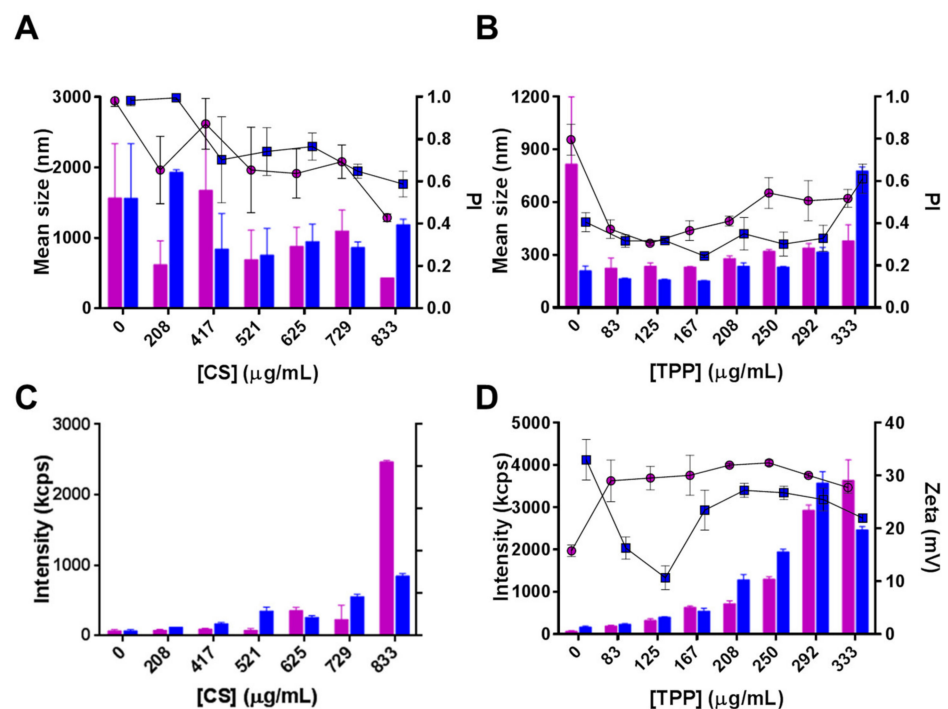 A
3000
2000
1000
0
Mean size (nm)
1.0
0.8
0.6
0.4
0.2
0.0
PI
0 208 417 521 625 729 833
[CS] (µg/mL)
B
1200
900
600
300
0
Mean size (nm)
1.0
0.8
0.6
0.4
0.2
0.0
PI
0 83 125 167 208 250 292 333
[TPP] (µg/mL)
C
3000
2000
1000
0
Intensity (kcps)
0 208 417 521 625 729 833
[CS] (µg/mL)
D
5000
4000
3000
2000
1000
0
Intensity (kcps)
40
30
20
10
0
Zeta (mV)
0 83 125 167 208 250 292 333
[TPP] (µg/mL)